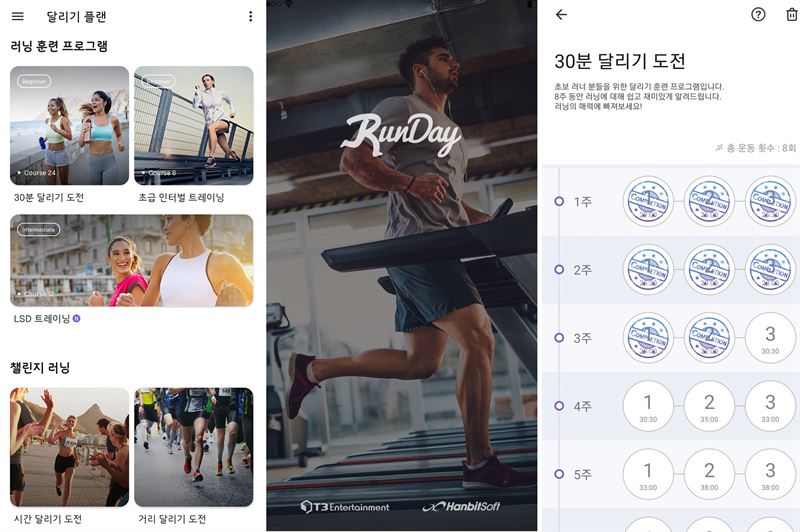 달리기 플랜
러닝 훈련 프로그램
Beginner
Course 24
30분 달리기 도전
Beginner
Course 6
초급 인터벌 트레이닝
Intermediate
Course 12
LSD 트레이닝 N
챌린지 러닝
시간 달리기 도전
거리 달리기 도전
RunDay
T3 Entertainment
HanbitSoft
30분 달리기 도전
초보 러너 분들을 위한 달리기 훈련 프로그램입니다.
8주 동안 러닝에 대해 쉽고 재미있게 알려드립니다.
러닝의 매력에 빠져보세요!
총 운동 횟수 : 8회
1주
COMPLETION COMPLETION COMPLETION
2주
COMPLETION COMPLETION COMPLETION
3주
COMPLETION COMPLETION 3
30:30
4주
1 2 3
30:30 35:00 33:00
5주
1 2 3
33:00 38:00 38:00